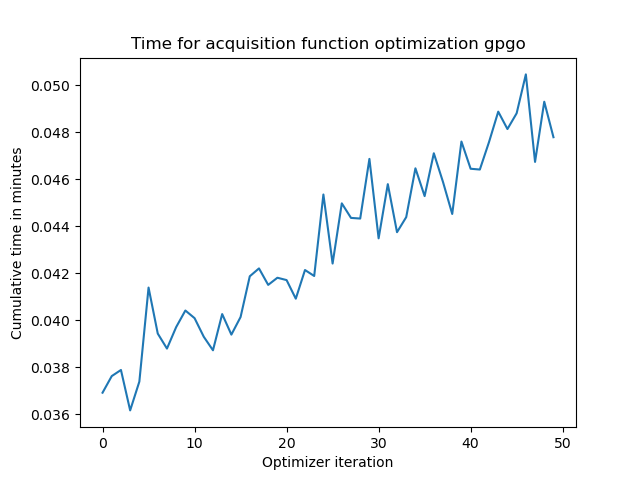 Time for acquisition function optimization gpgo
0.050
0.048
0.046
0.044
0.042
0.040
0.038
0.036
Cumulative time in minutes
0 10 20 30 40 50
Optimizer iteration